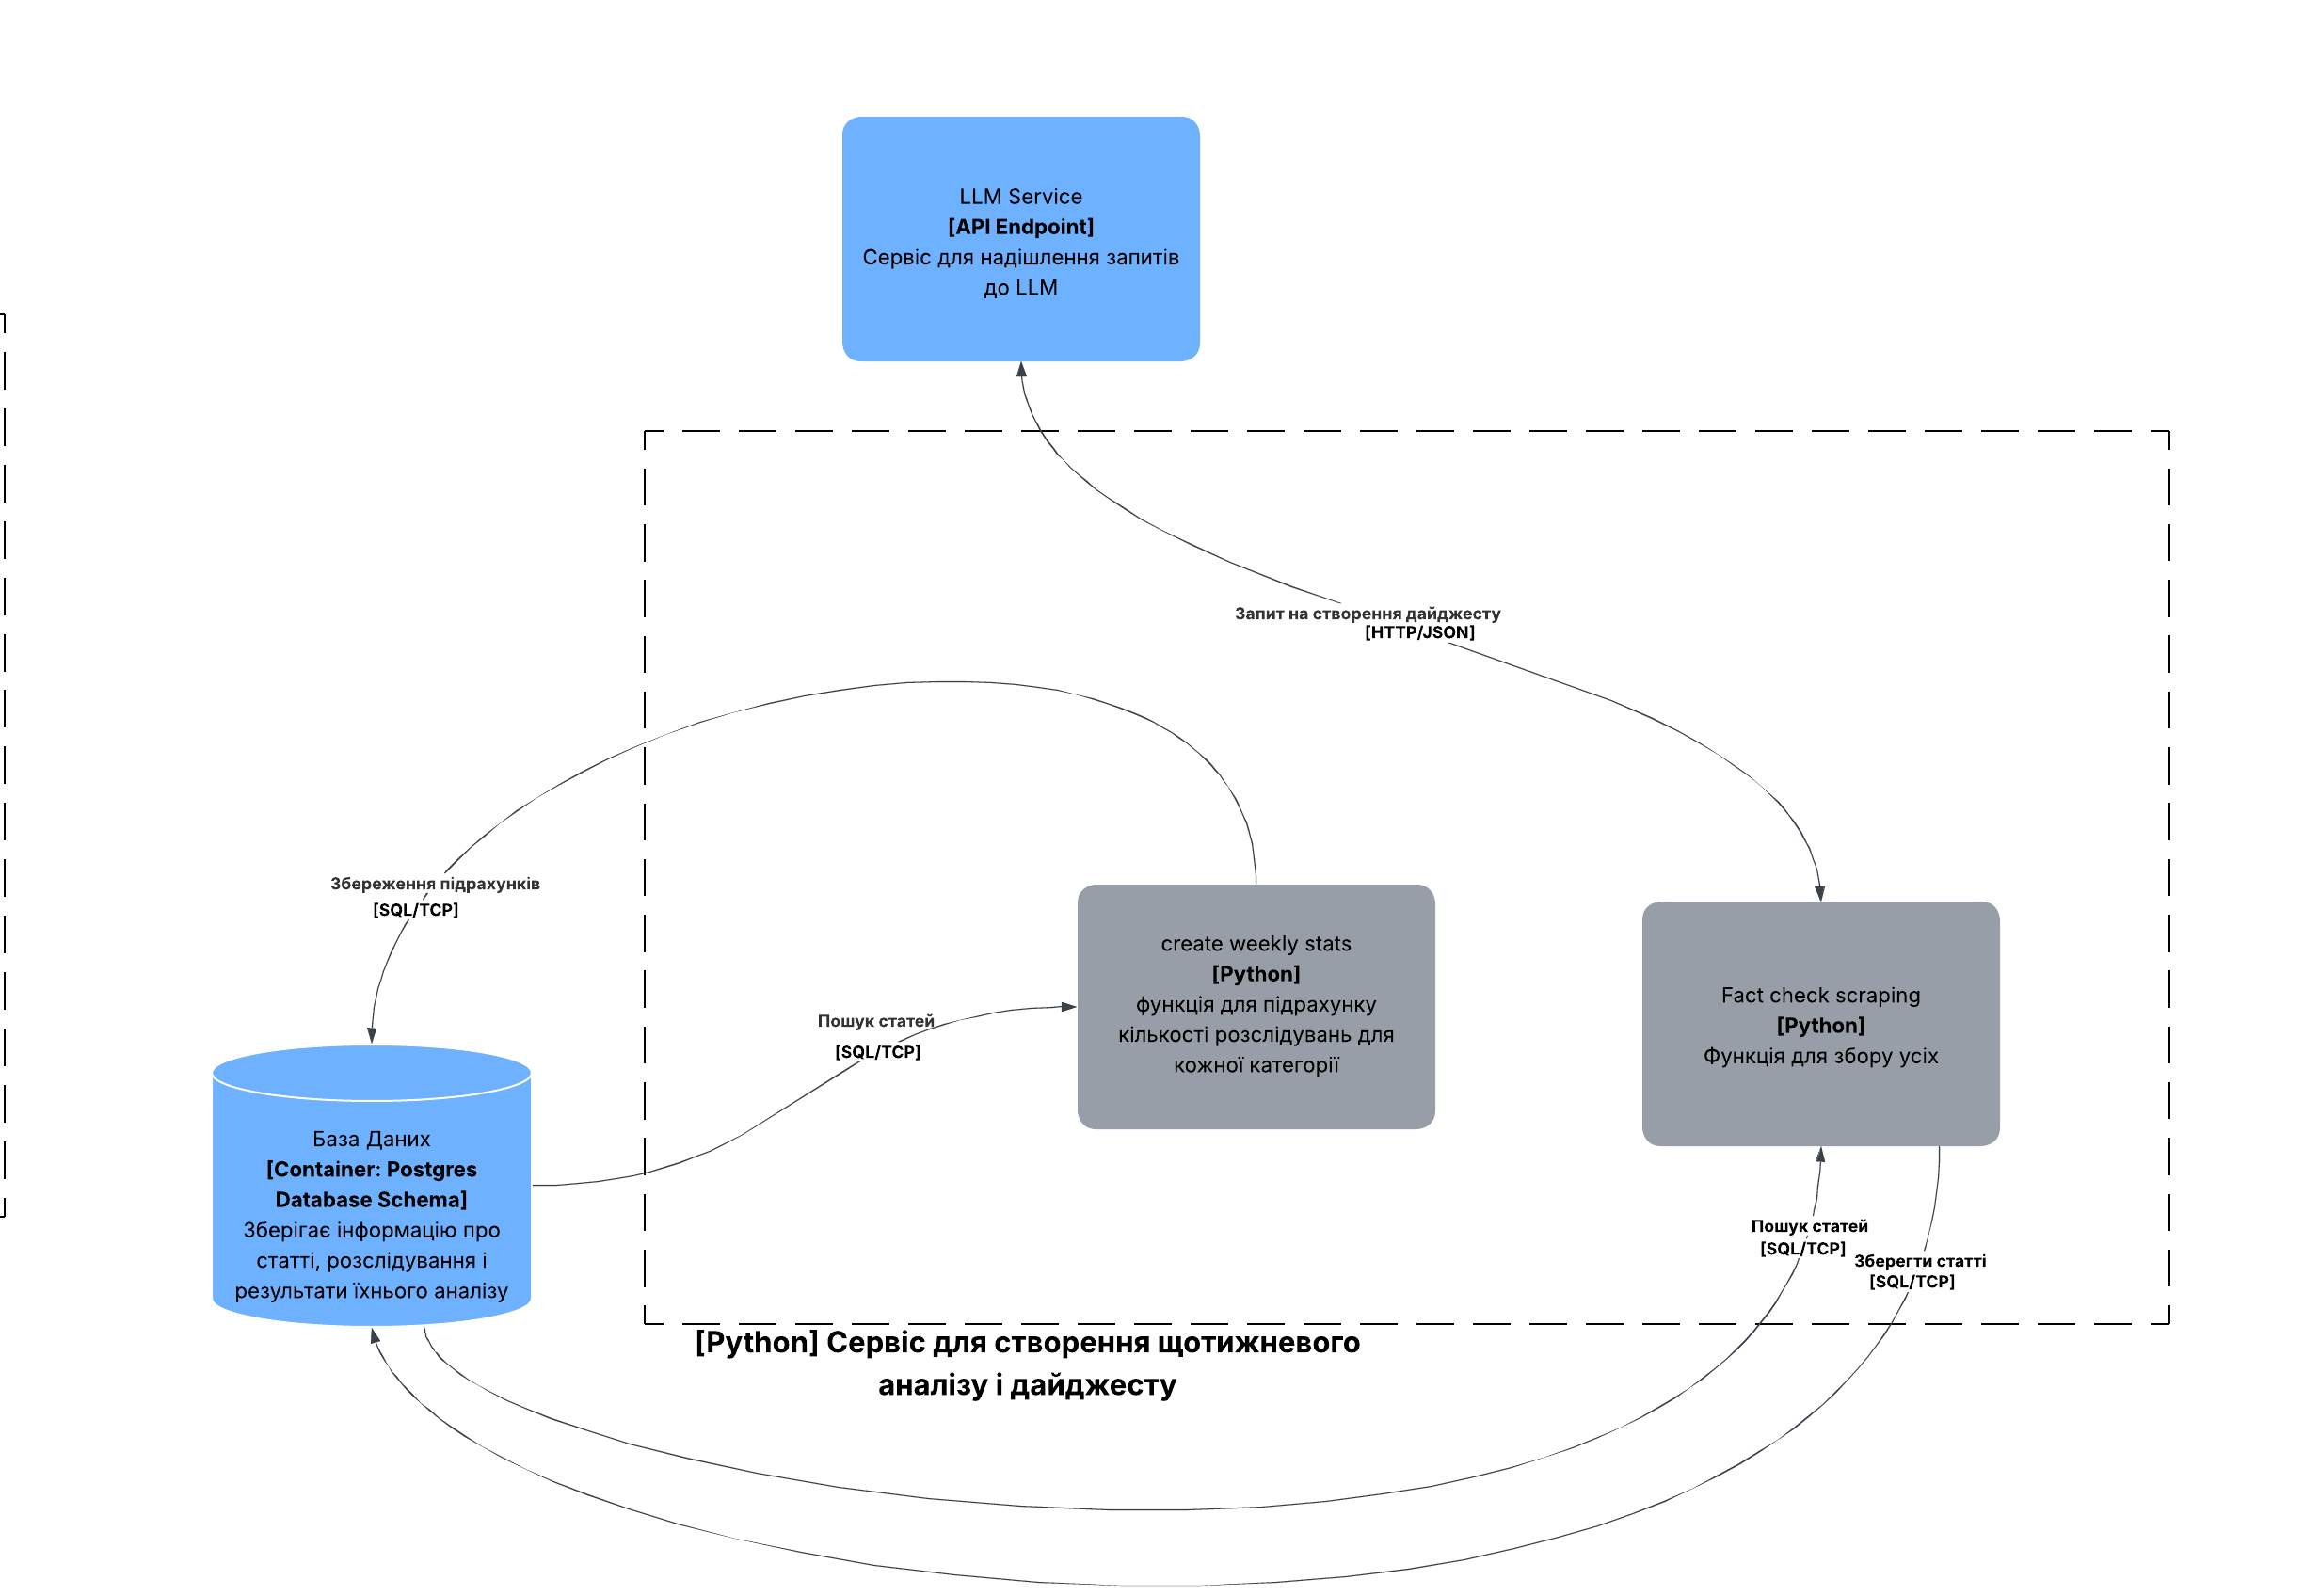 LLM Service
[API Endpoint]
Сервіс для надішлення запитів
до LLM
Запит на створення дайджесту
[HTTP/JSON]
Збереження підрахунків
[SQL/TCP]
create weekly stats
[Python]
функція для підрахунку
кількості розслідувань для
кожної категорії
Fact check scraping
[Python]
Функція для збору усіх
Пошук статей
[SQL/TCP]
База Даних
[Container: Postgres
Database Schema]
Зберігає інформацію про
статті, розслідування і
результати їхнього аналізу
Пошук статей
[SQL/TCP]
Зберегти статті
[SQL/TCP]
[Python] Сервіс для створення щотижневого
аналізу і дайджесту